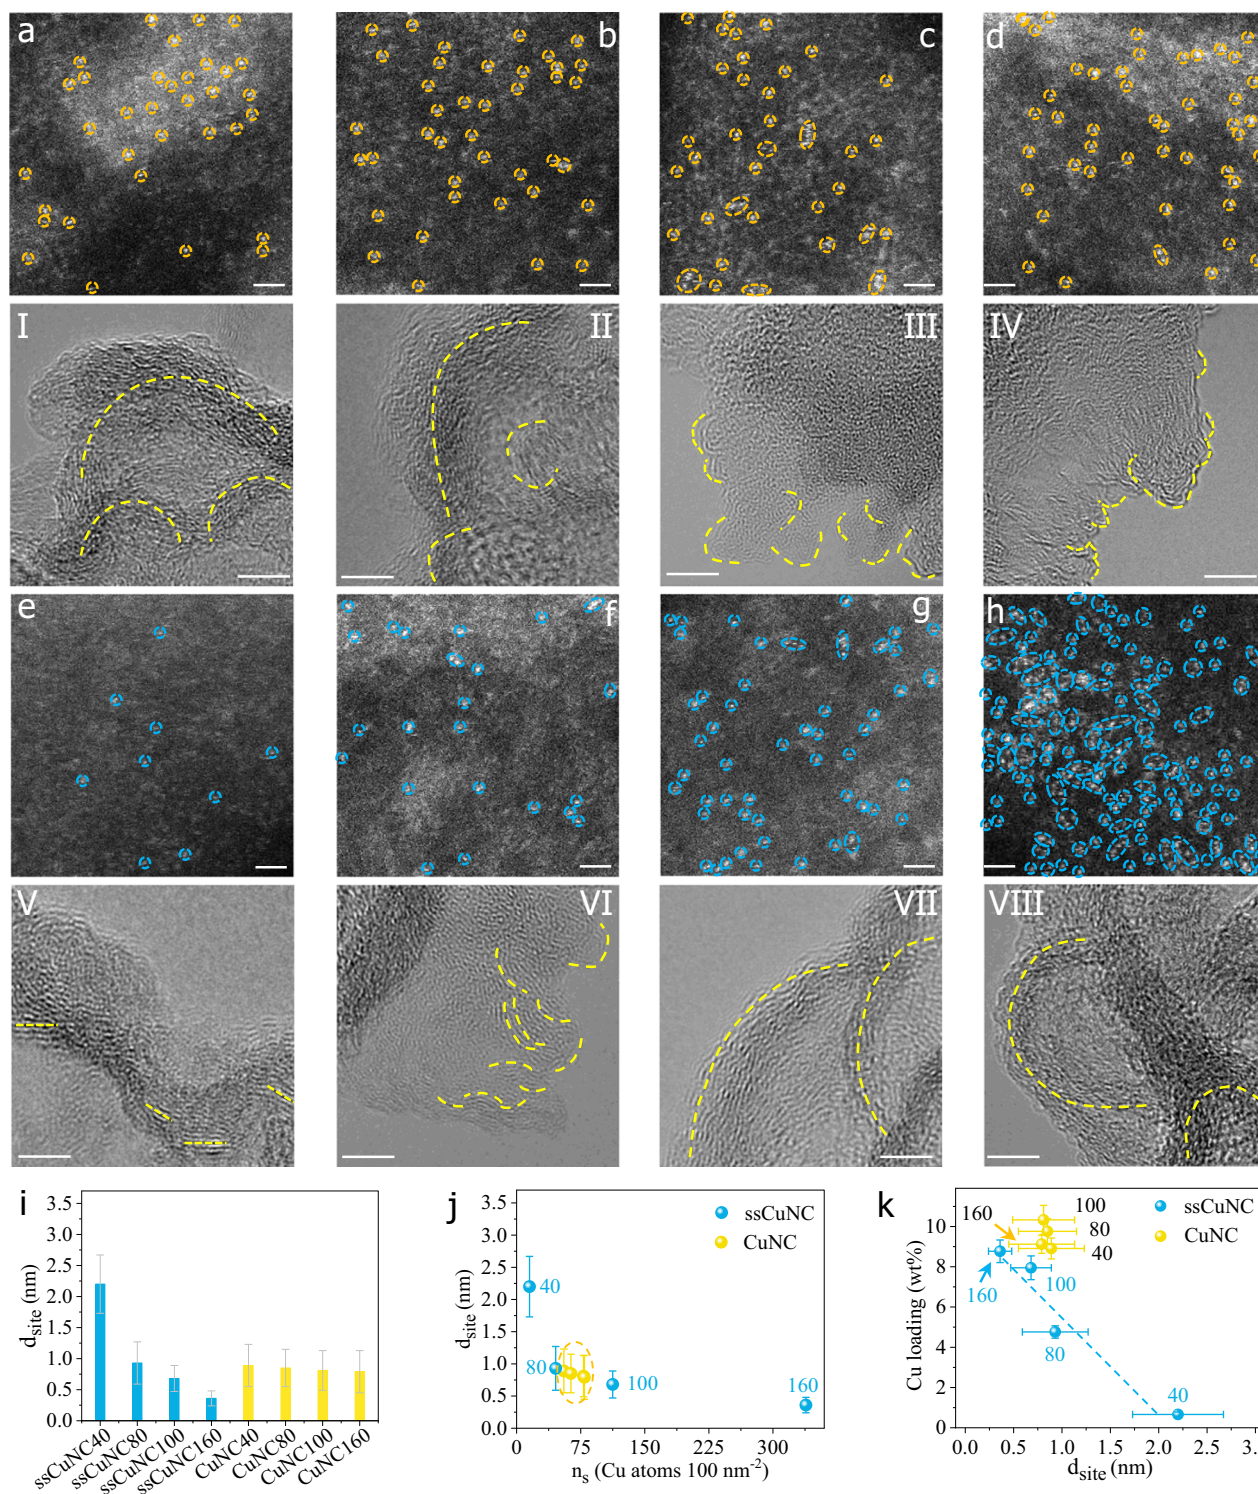 a
b
c
d
I
II
III
IV
e
f
g
h
V
VI
VII
VIII
i
3.5
3.0
2.5
2.0
1.5
1.0
0.5
0.0
d_site (nm)
ssCuNC40
ssCuNC80
ssCuNC100
ssCuNC160
CuNC40
CuNC80
CuNC100
CuNC160
j
3.5
3.0
2.5
2.0
1.5
1.0
0.5
0.0
d_site (nm)
ssCuNC
CuNC
40
80
100
160
0 75 150 225 300
n_s (Cu atoms 100 nm⁻²)
k
10
8
6
4
2
0
Cu loading (wt%)
ssCuNC
CuNC
100
160
80
40
160
100
80
40
0.0 0.5 1.0 1.5 2.0 2.5 3.0
d_site (nm)